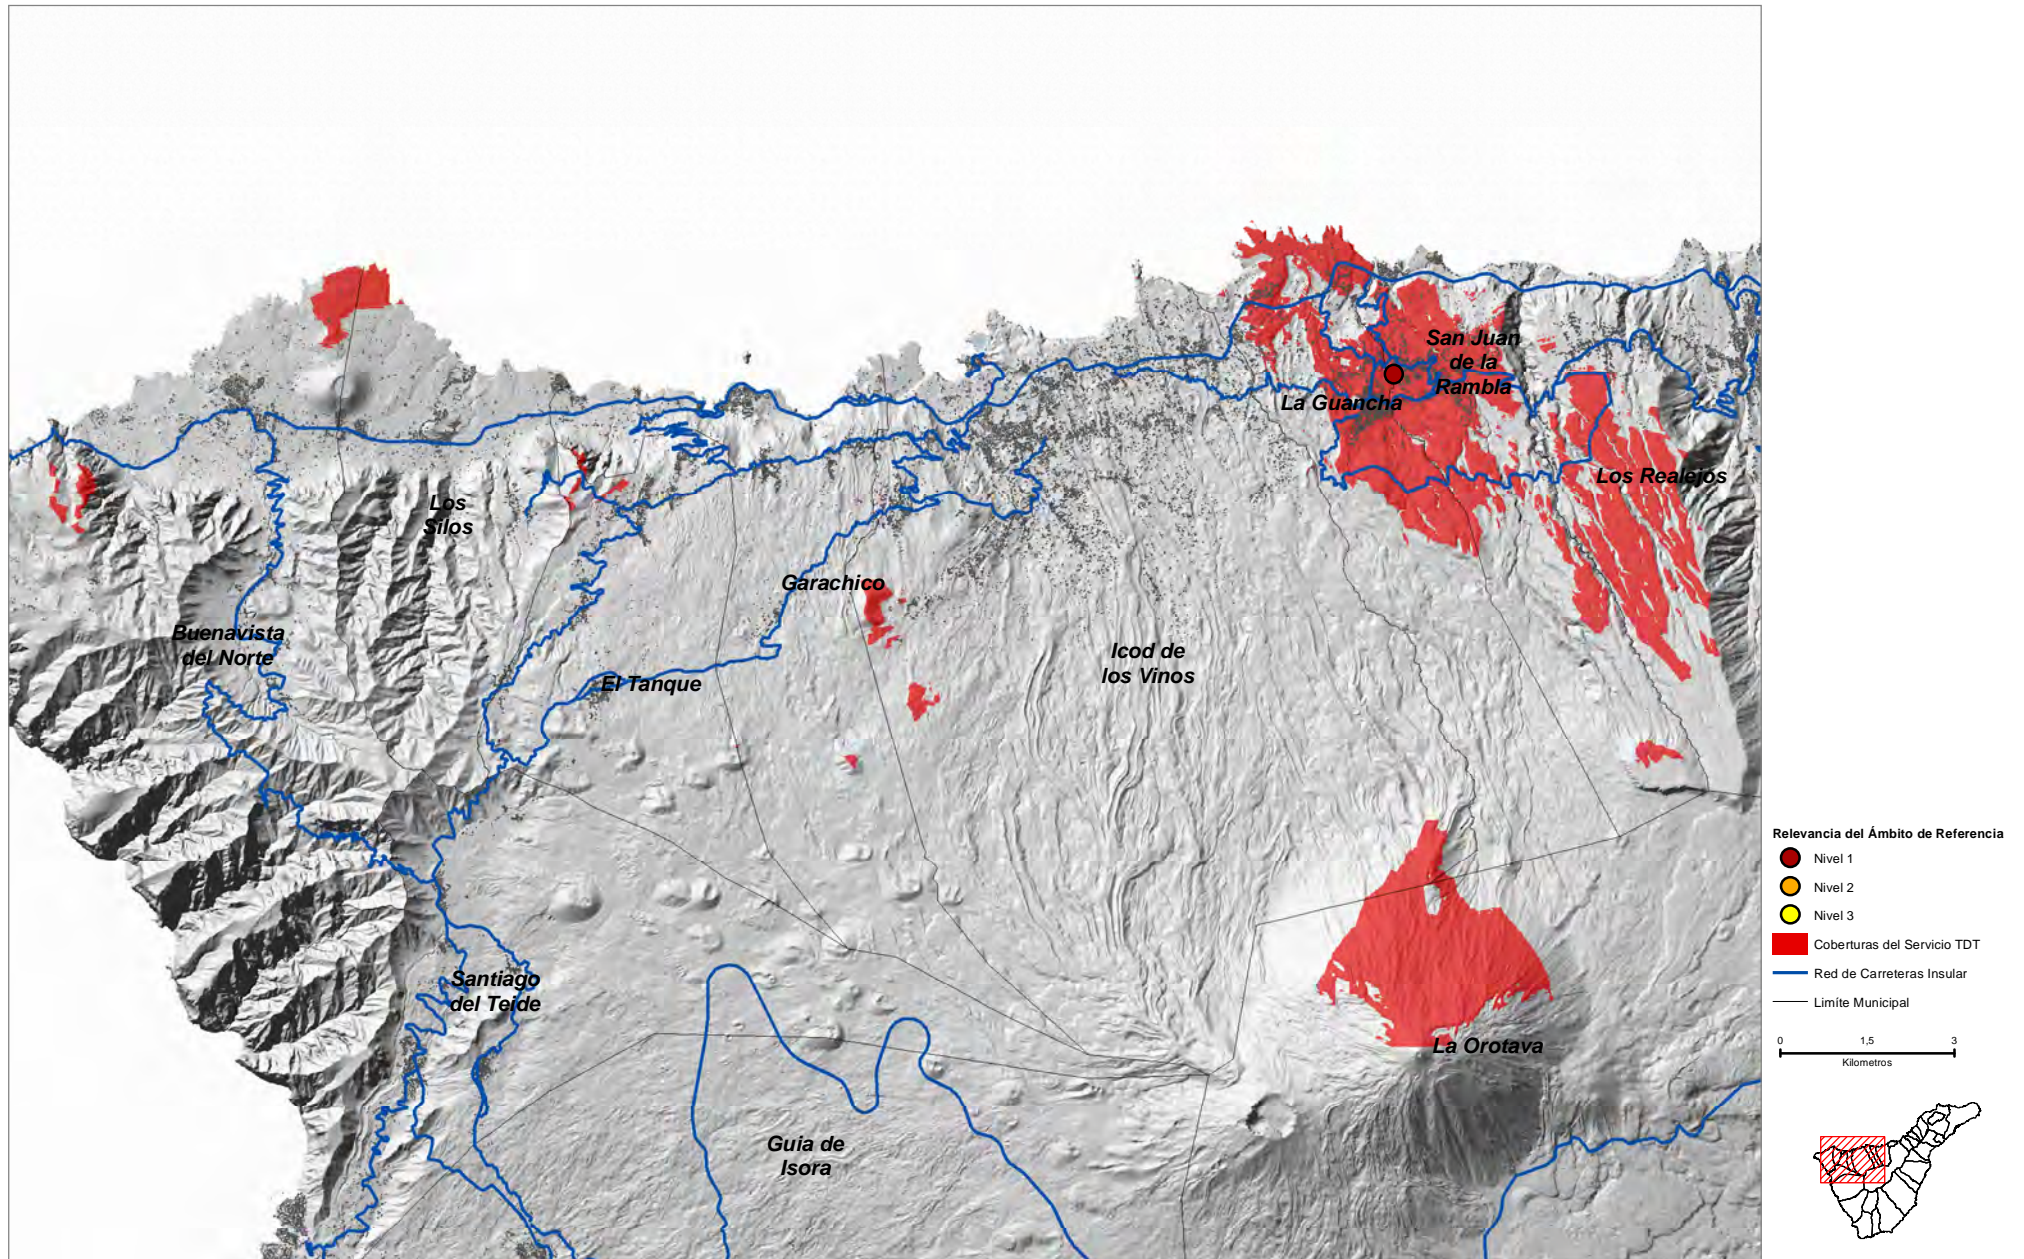 San Juan
de la
Rambla
La Guancha
Los Realejos
Los
Silos
Garachico
Buenavista
del Norte
Icod de
los Vinos
El Tanque
Santiago
del Teide
La Orotava
Guia de
Isora
Relevancia del Ámbito de Referencia
Nivel 1
Nivel 2
Nivel 3
Coberturas del Servicio TDT
Red de Carreteras Insular
Limíte Municipal
0 1,5 3
Kilometros